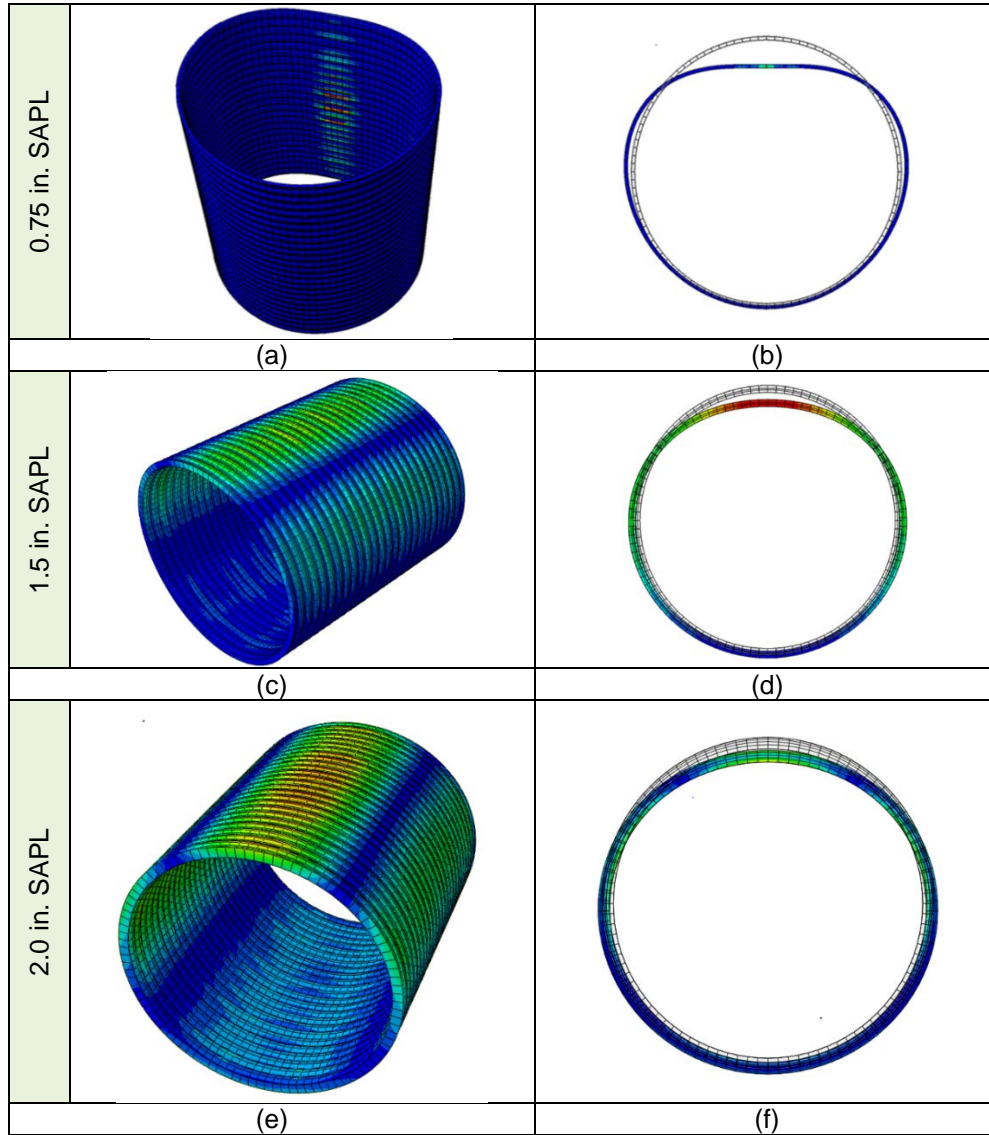 0.75 in. SAPL
(a)
(b)
1.5 in. SAPL
(c)
(d)
2.0 in. SAPL
(e)
(f)